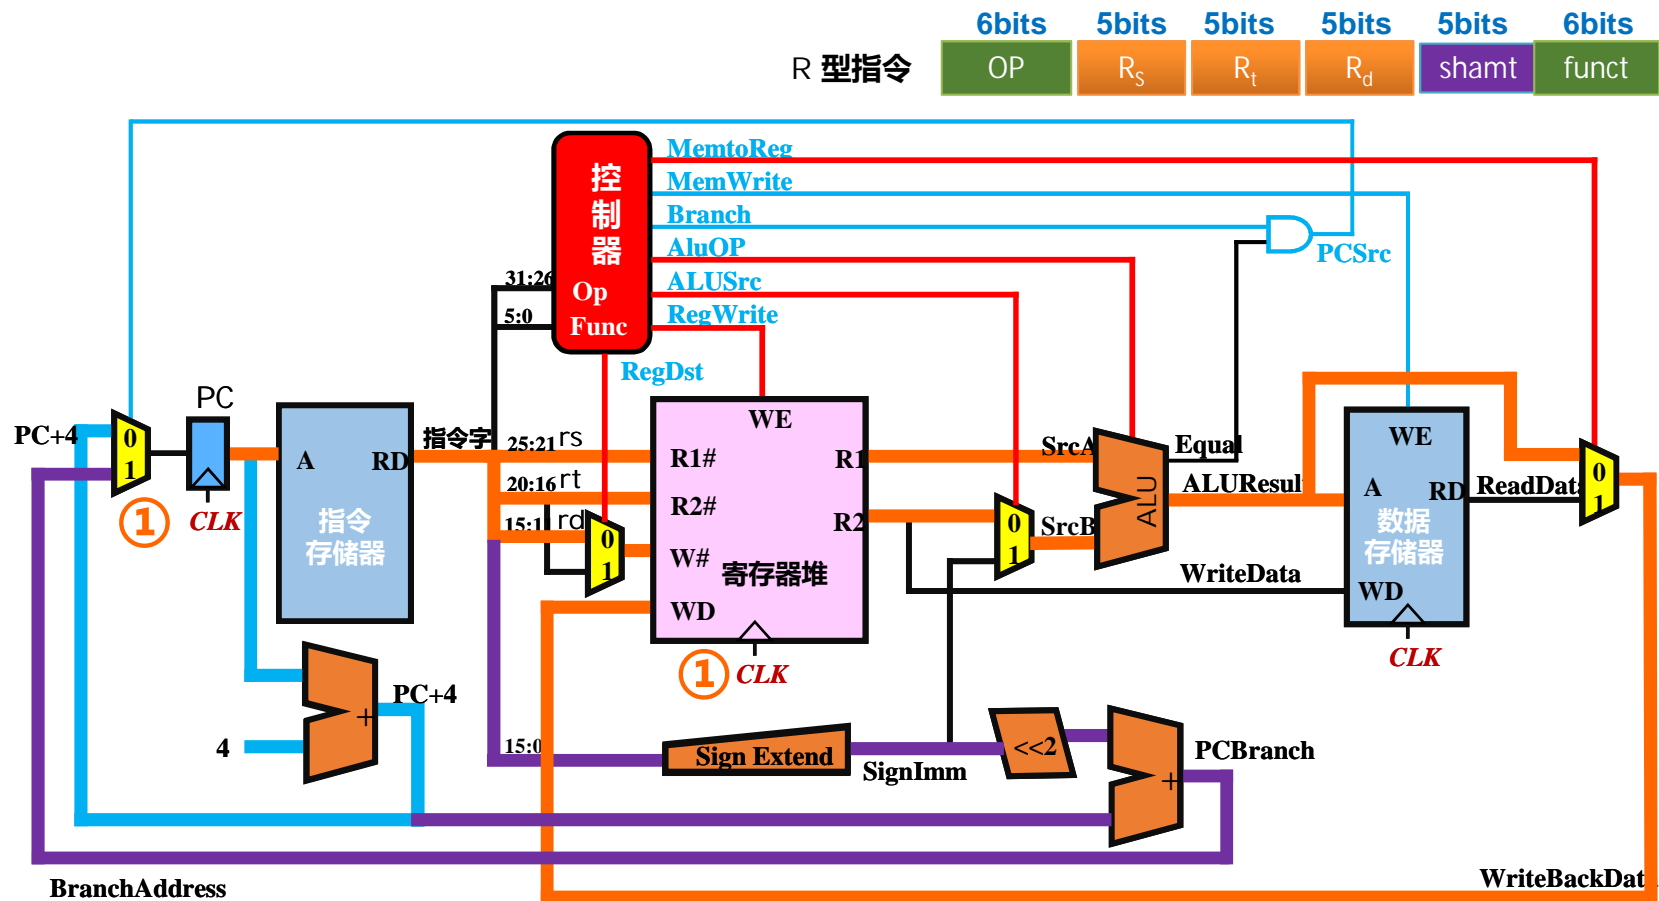 6bits 5bits 5bits 5bits 5bits 6bits
R 型指令 OP Rs Rt Rd shamt funct
控制器
Op
Func
MemtoReg
MemWrite
Branch
AluOP
ALUSrc
RegWrite
RegDst
PCSrc
31:26
5:0
PC+4
0
1
PC
CLK
①
A
RD
指令
存储器
指令字
25:21 rs
20:16 rt
15:1 rd
0
1
WE
R1#
R2#
W#
WD
R1
R2
寄存器堆
①
CLK
0
1
SrcA
SrcB
ALU
Equal
ALUResul
WriteData
WE
A
RD
数据
存储器
WD
CLK
ReadData
0
1
4
+
PC+4
15:0
Sign Extend
SignImm
<<2
+
PCBranch
BranchAddress
WriteBackDat